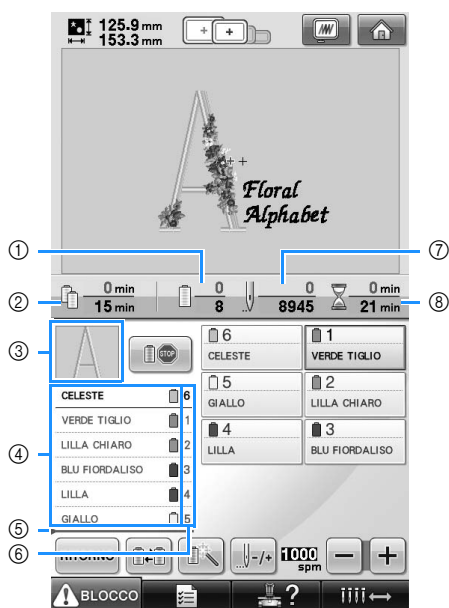 125.9 mm
153.3 mm
Floral
Alphabet
①
⑦
0 min
0
0
0 min
②
15 min
8
8945
21 min
⑧
③
STOP
6
CELESTE
1
VERDE TIGLIO
CELESTE 6
5
GIALLO
2
LILLA CHIARO
VERDE TIGLIO 1
LILLA CHIARO 2
④
4
LILLA
3
BLU FIORDALISO
BLU FIORDALISO 3
LILLA 4
GIALLO 5
⑤
⑥
RITORNO
-/+
1000
spm
− +
BLOCCO
?